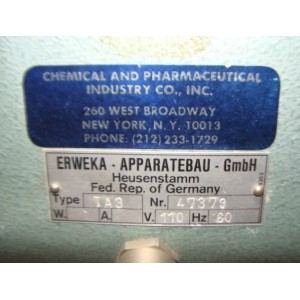 CHEMICAL AND PHARMACEUTICAL
INDUSTRY CO., INC.
260 WEST BROADWAY
NEW YORK, N. Y. 10013
PHONE: (212) 233-1729
ERWEKA - APPARATEBAU - GmbH
Heusenstamm
Fed. Rep. of Germany
Type TA3 Nr. 47379
W. A. V. 110 Hz 60